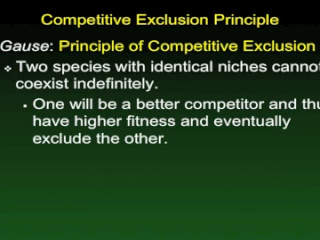 Competitive Exclusion Principle
Gause: Principle of Competitive Exclusion
Two species with identical niches cannot
coexist indefinitely.
One will be a better competitor and thu
have higher fitness and eventually
exclude the other.